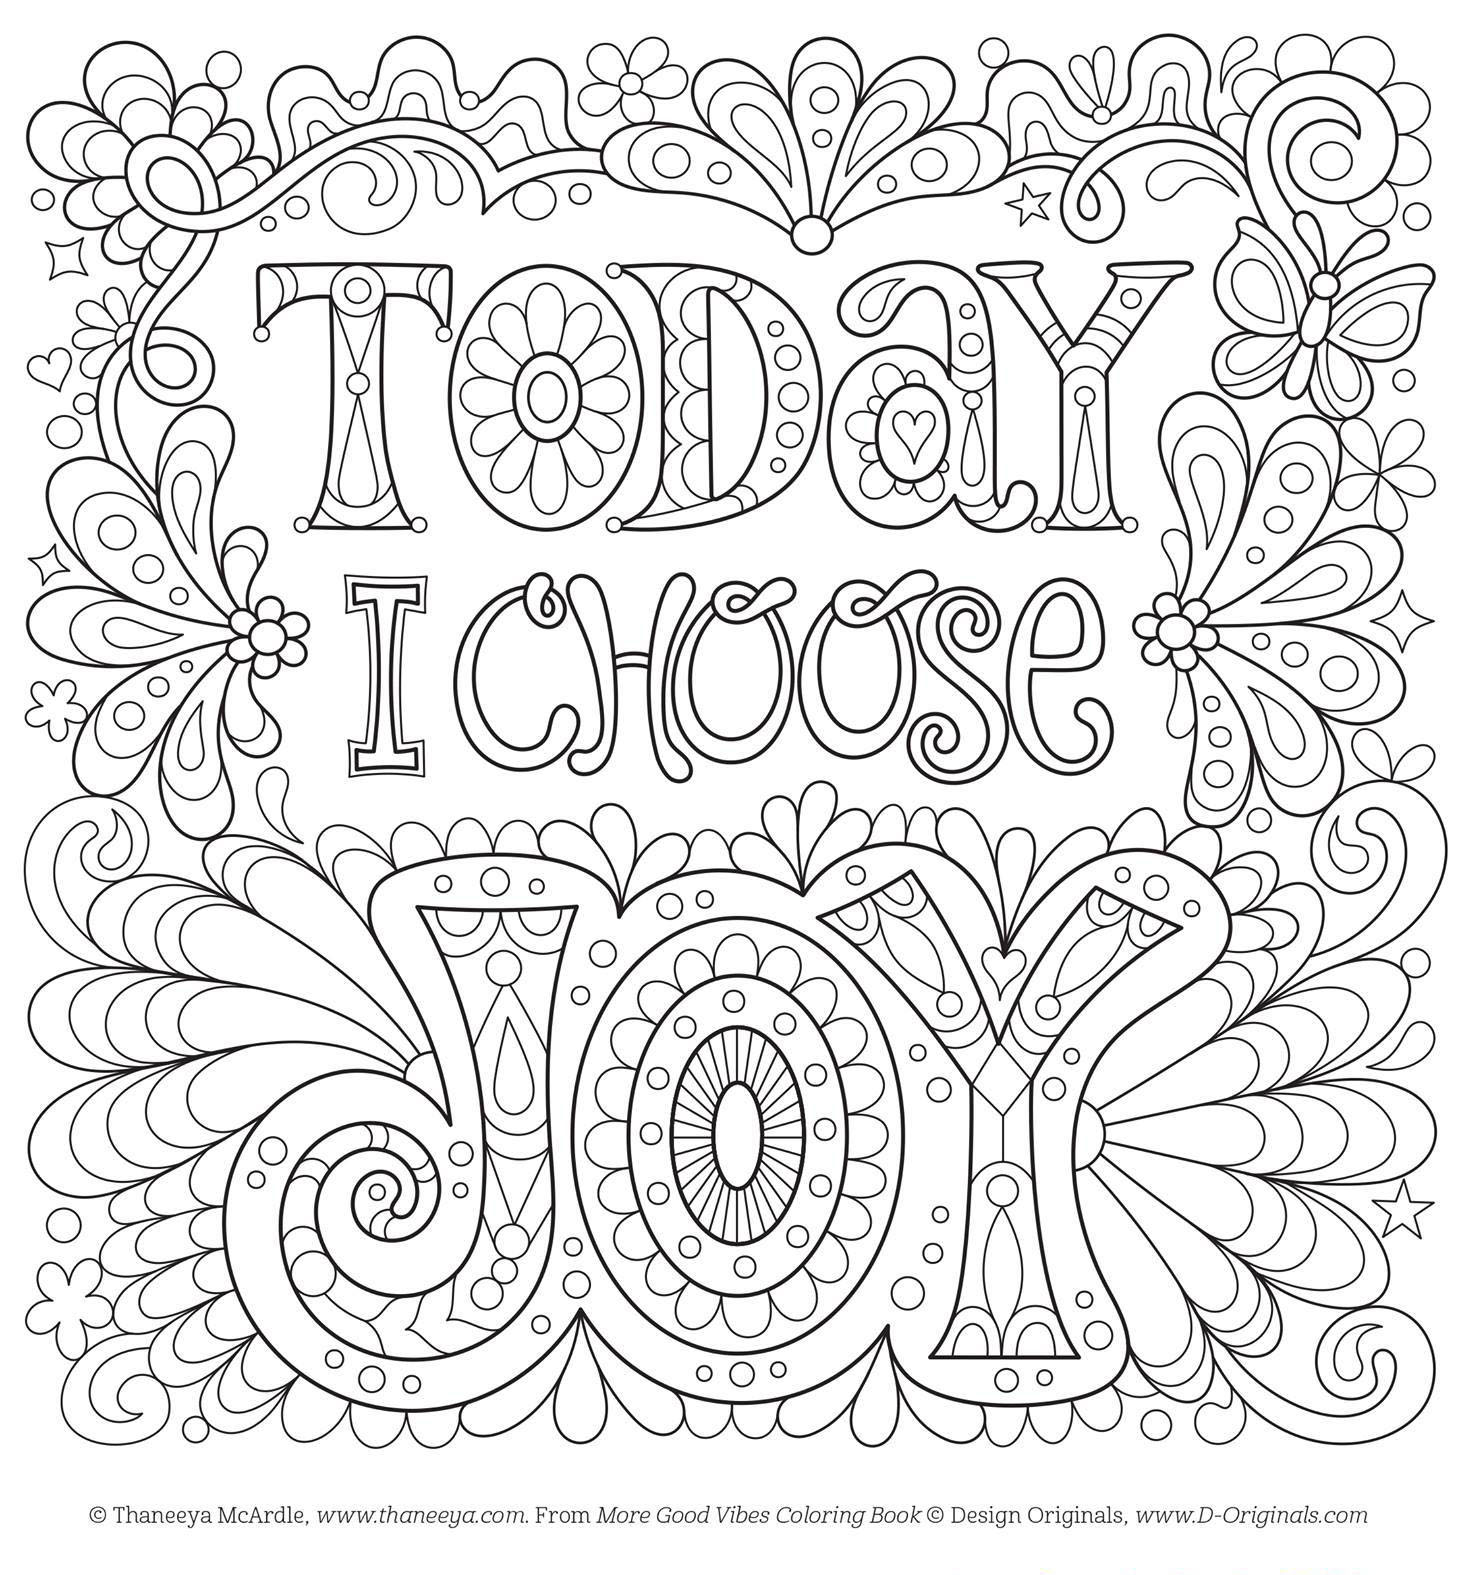 TODaY
I CHOOSe
JOY
© Thaneeya McArdle, www.thaneeya.com. From More Good Vibes Coloring Book © Design Originals, www.D-Originals.com